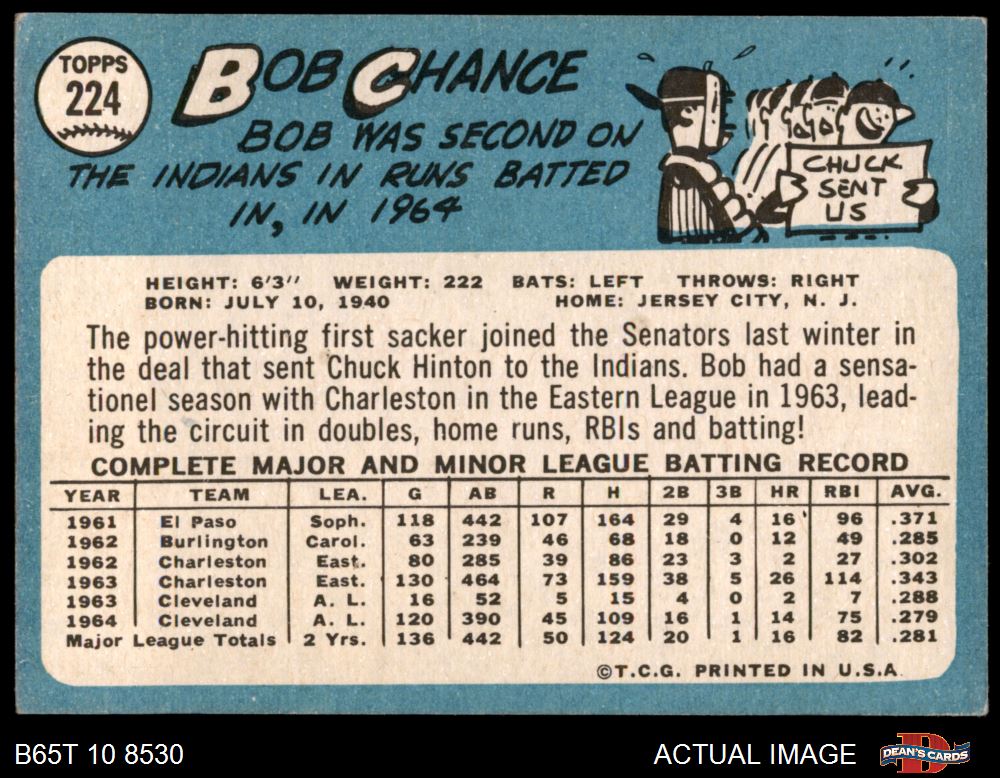 TOPPS
224
BOB CHANCE
BOB WAS SECOND ON
THE INDIANS IN RUNS BATTED
IN, IN 1964
CHUCK
SENT
US
HEIGHT: 6'3" WEIGHT: 222 BATS: LEFT THROWS: RIGHT
BORN: JULY 10, 1940 HOME: JERSEY CITY, N. J.
The power-hitting first sacker joined the Senators last winter in
the deal that sent Chuck Hinton to the Indians. Bob had a sensa-
tionel season with Charleston in the Eastern League in 1963, lead-
ing the circuit in doubles, home runs, RBIs and batting!
COMPLETE MAJOR AND MINOR LEAGUE BATTING RECORD
YEAR TEAM LEA. G AB R H 2B 3B HR RBI AVG.
1961 El Paso Soph. 118 442 107 164 29 4 16 96 .371
1962 Burlington Carol. 63 239 46 68 18 0 12 49 .285
1962 Charleston East. 80 285 39 86 23 3 2 27 .302
1963 Charleston East. 130 464 73 159 38 5 26 114 .343
1963 Cleveland A. L. 16 52 5 15 4 0 2 7 .288
1964 Cleveland A. L. 120 390 45 109 16 1 14 75 .279
Major League Totals 2 Yrs. 136 442 50 124 20 1 16 82 .281
©T.C.G. PRINTED IN U.S.A.
B65T 10 8530
ACTUAL IMAGE
DEAN'S CARDS